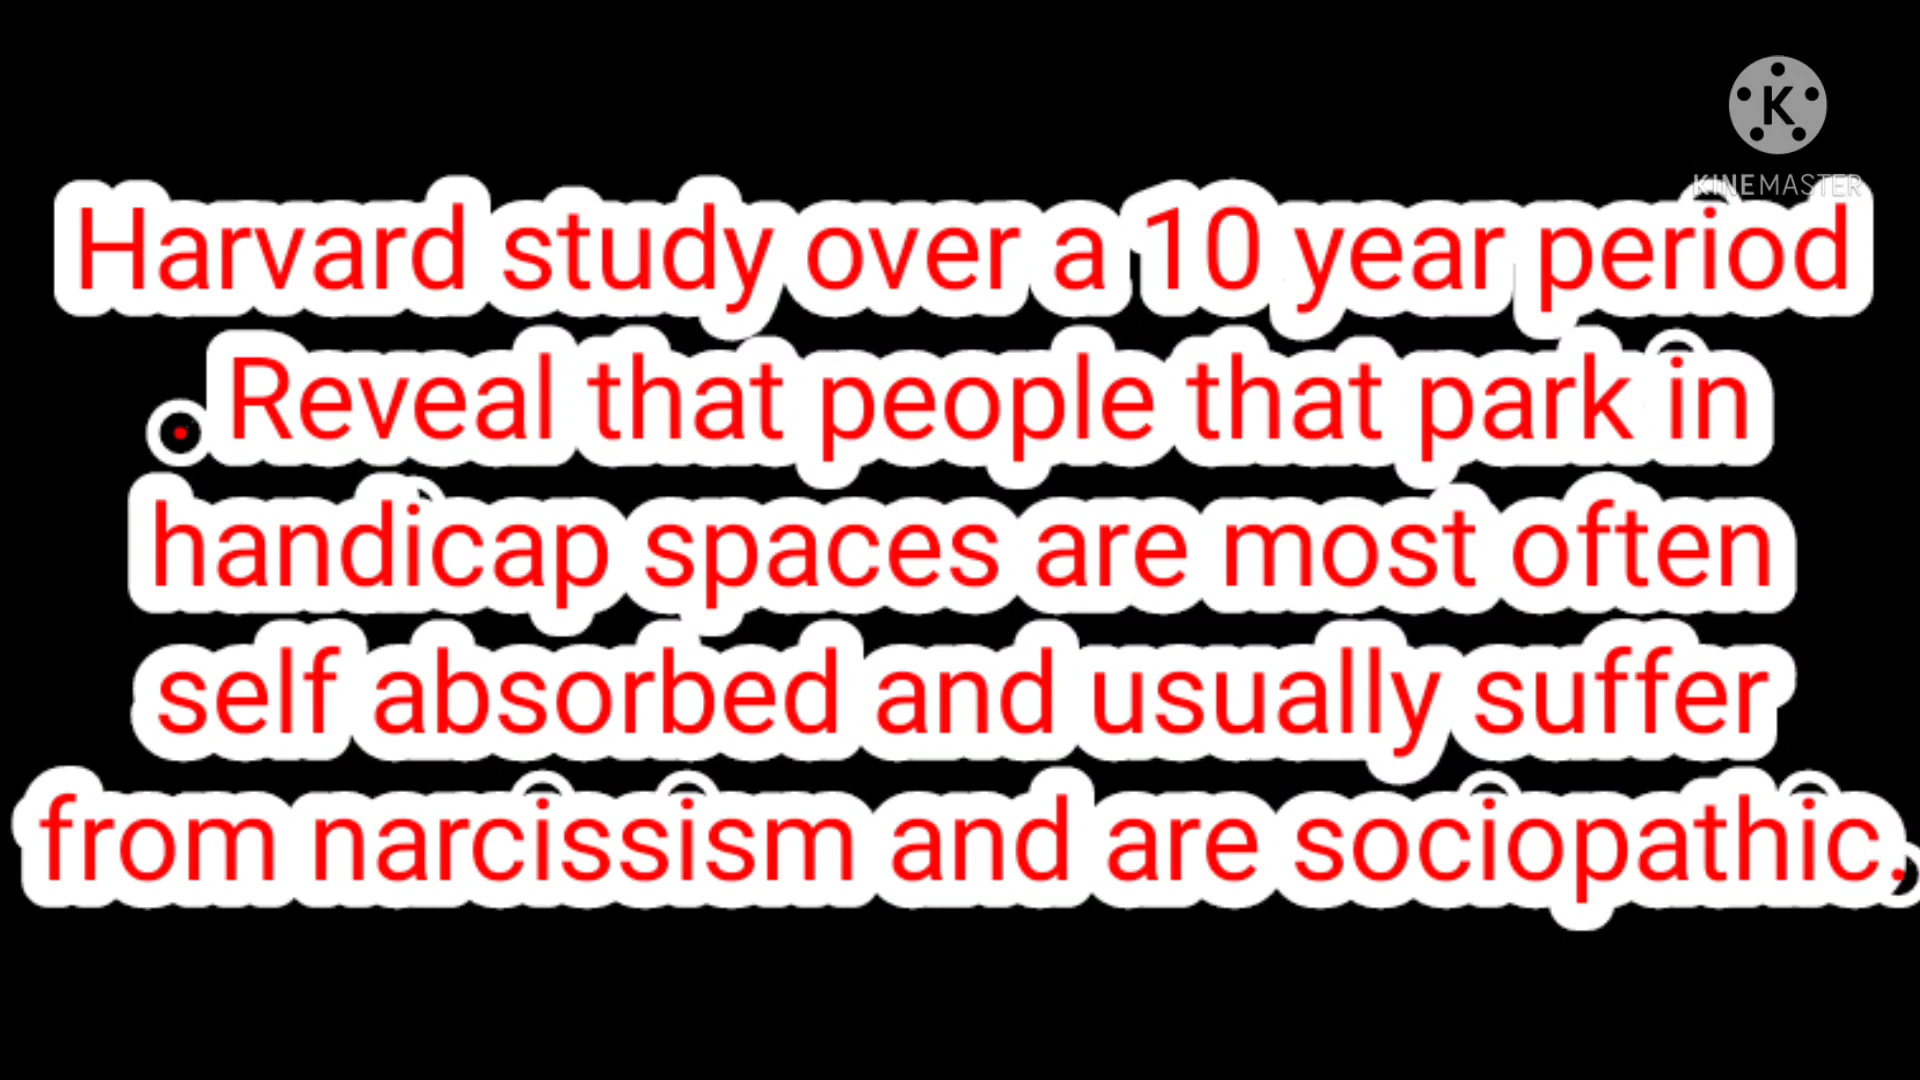 K
KINEMASTER
Harvard study over a 10 year period
. Reveal that people that park in
handicap spaces are most often
self absorbed and usually suffer
from narcissism and are sociopathic.